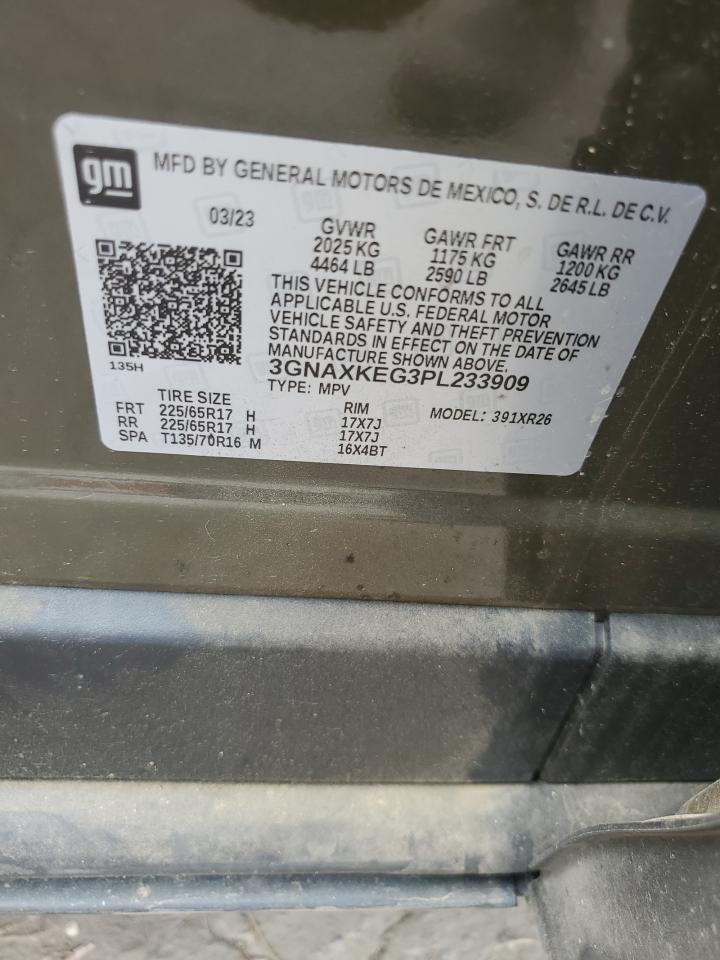 gm
MFD BY GENERAL MOTORS DE MEXICO, S. DE R.L. DE C.V.
03/23
GVWR GAWR FRT GAWR RR
2025 KG 1175 KG 1200 KG
4464 LB 2590 LB 2645 LB
THIS VEHICLE CONFORMS TO ALL
APPLICABLE U.S. FEDERAL MOTOR
VEHICLE SAFETY AND THEFT PREVENTION
STANDARDS IN EFFECT ON THE DATE OF
MANUFACTURE SHOWN ABOVE.
135H
3GNAXKEG3PL233909
TYPE: MPV
TIRE SIZE RIM MODEL: 391XR26
FRT 225/65R17 H 17X7J
RR 225/65R17 H 17X7J
SPA T135/70R16 M 16X4BT